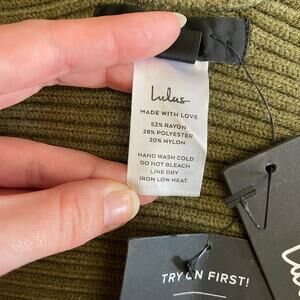 Lulus
MADE WITH LOVE
52% RAYON
28% POLYESTER
20% NYLON
HAND WASH COLD
DO NOT BLEACH
LINE DRY
IRON LOW HEAT
TRY ON FIRST!